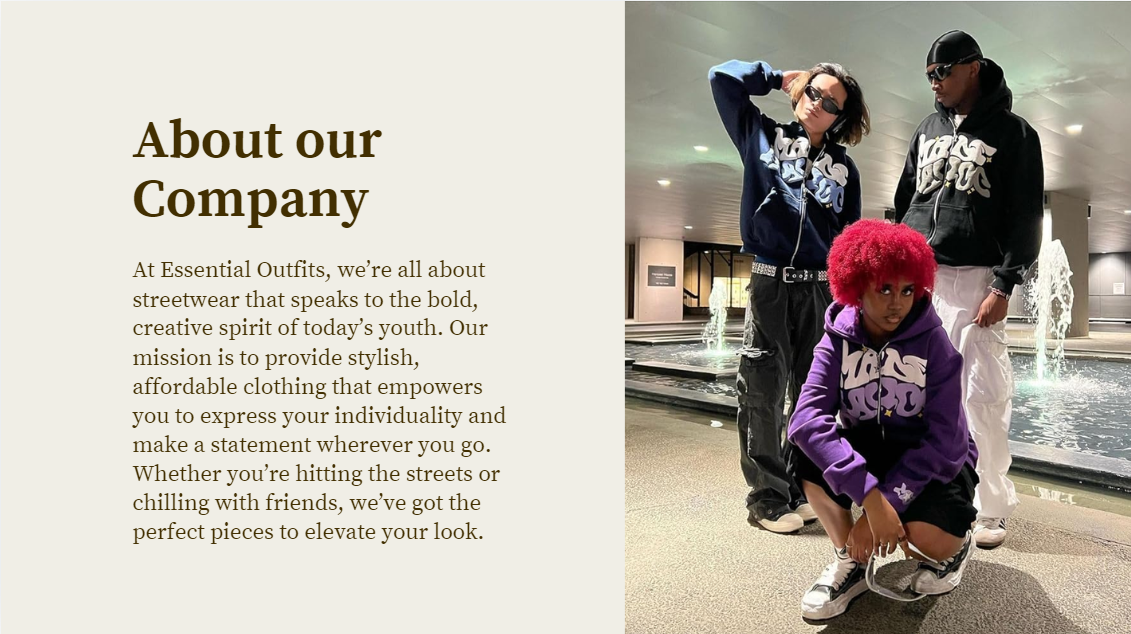 About our
Company
At Essential Outfits, we’re all about
streetwear that speaks to the bold,
creative spirit of today’s youth. Our
mission is to provide stylish,
affordable clothing that empowers
you to express your individuality and
make a statement wherever you go.
Whether you’re hitting the streets or
chilling with friends, we’ve got the
perfect pieces to elevate your look.